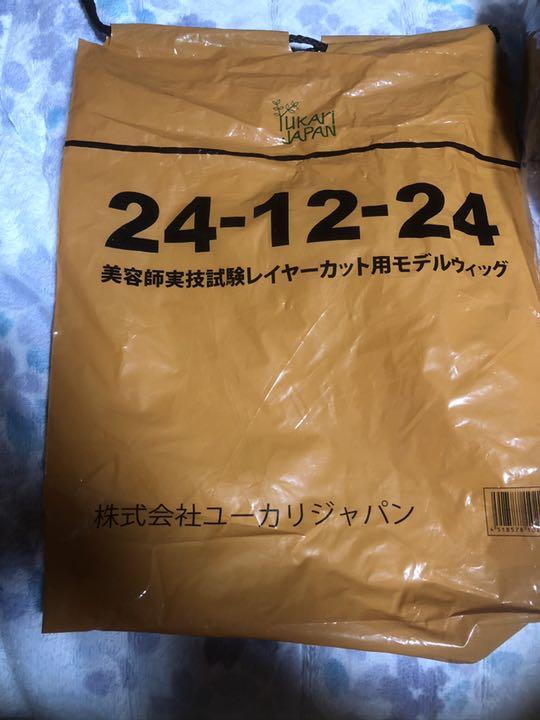 Yukari
JAPAN
24-12-24
美容師実技試験レイヤーカット用モデルウィッグ
株式会社ユーカリジャパン